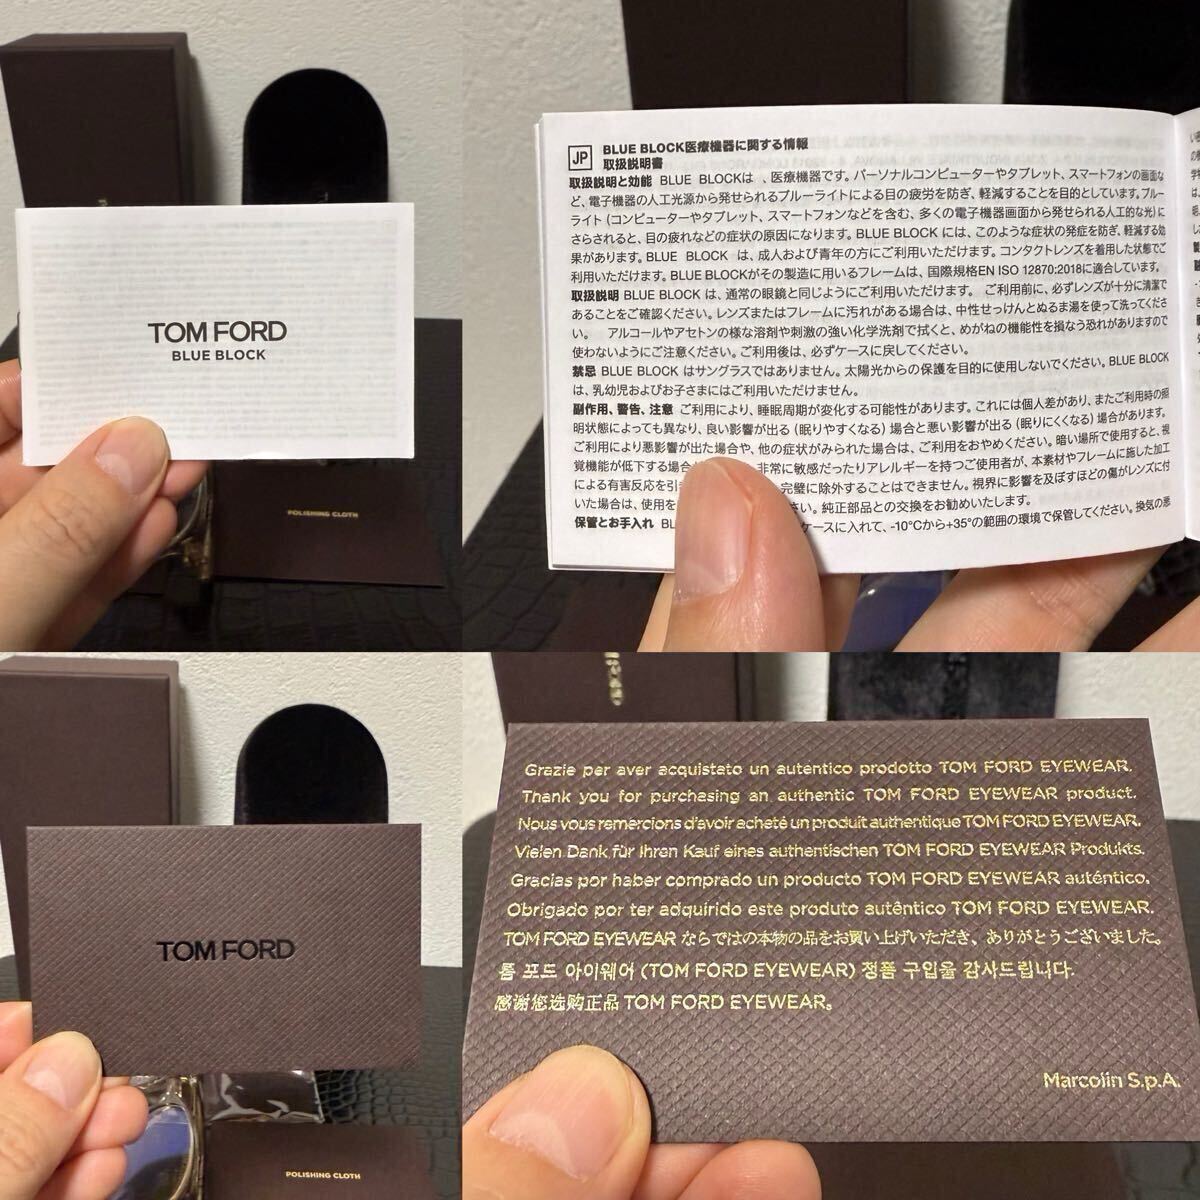 TOM FORD
BLUE BLOCK
POLISHING CLOTH
JP
BLUE BLOCK医療機器に関する情報
取扱説明書
取扱説明と効能 BLUE BLOCKは 、医療機器です。パーソナルコンピューターやタブレット、スマートフォンの画面な
ど、電子機器の人工光源から発せられるブルーライトによる目の疲労を防ぎ、軽減することを目的としています。ブルー
ライト（コンピューターやタブレット、スマートフォンなどを含む、多くの電子機器画面から発せられる人工的な光）に
さらされると、目の疲れなどの症状の原因になります。BLUE BLOCK には、このような症状の発症を防ぎ、軽減する効
果があります。BLUE BLOCK は、成人および青年の方にご利用いただけます。コンタクトレンズを着用した状態でご
利用いただけます。BLUE BLOCKがその製造に用いるフレームは、国際規格EN ISO 12870:2018に適合しています。
取扱説明 BLUE BLOCK は、通常の眼鏡と同じようにご利用いただけます。 ご利用前に、必ずレンズが十分に清潔で
あることをご確認ください。レンズまたはフレームに汚れがある場合は、中性せっけんとぬるま湯を使って洗ってくださ
い。 アルコールやアセトンの様な溶剤や刺激の強い化学洗剤で拭くと、めがねの機能性を損なう恐れがありますので
使わないようにご注意ください。ご利用後は、必ずケースに戻してください。
禁忌 BLUE BLOCK はサングラスではありません。太陽光からの保護を目的に使用しないでください。BLUE BLOCK
は、乳幼児およびお子さまにはご利用いただけません。
副作用、警告、注意 ご利用により、睡眠周期が変化する可能性があります。これには個人差があり、またご利用時の照
明状態によっても異なり、良い影響が出る（眠りやすくなる）場合と悪い影響が出る（眠りにくくなる）場合があります。
ご利用により悪影響が出た場合や、他の症状がみられた場合は、ご利用をおやめください。暗い場所で使用すると、視
覚機能が低下する場合 非常に敏感だったりアレルギーを持つご使用者が、本素材やフレームに施した加工
による有害反応を引き 完璧に除外することはできません。視界に影響を及ぼすほどの傷がレンズに付
いた場合は、使用を い。純正部品との交換をお勧めいたします。
保管とお手入れ BL ケースに入れて、-10°Cから+35°の範囲の環境で保管してください。換気の悪
TOM FORD
POLISHING CLOTH
Grazie per aver acquistato un autentico prodotto TOM FORD EYEWEAR.
Thank you for purchasing an authentic TOM FORD EYEWEAR product.
Nous vous remercions d'avoir acheté un produit authentique TOM FORD EYEWEAR.
Vielen Dank für Ihren Kauf eines authentischen TOM FORD EYEWEAR Produkts.
Gracias por haber comprado un producto TOM FORD EYEWEAR auténtico.
Obrigado por ter adquirido este produto autêntico TOM FORD EYEWEAR.
TOM FORD EYEWEAR ならではの本物の品をお買い上げいただき、ありがとうございました。
톰 포드 아이웨어 (TOM FORD EYEWEAR) 정품 구입을 감사드립니다.
感谢您选购正品 TOM FORD EYEWEAR。
Marcolin S.p.A.